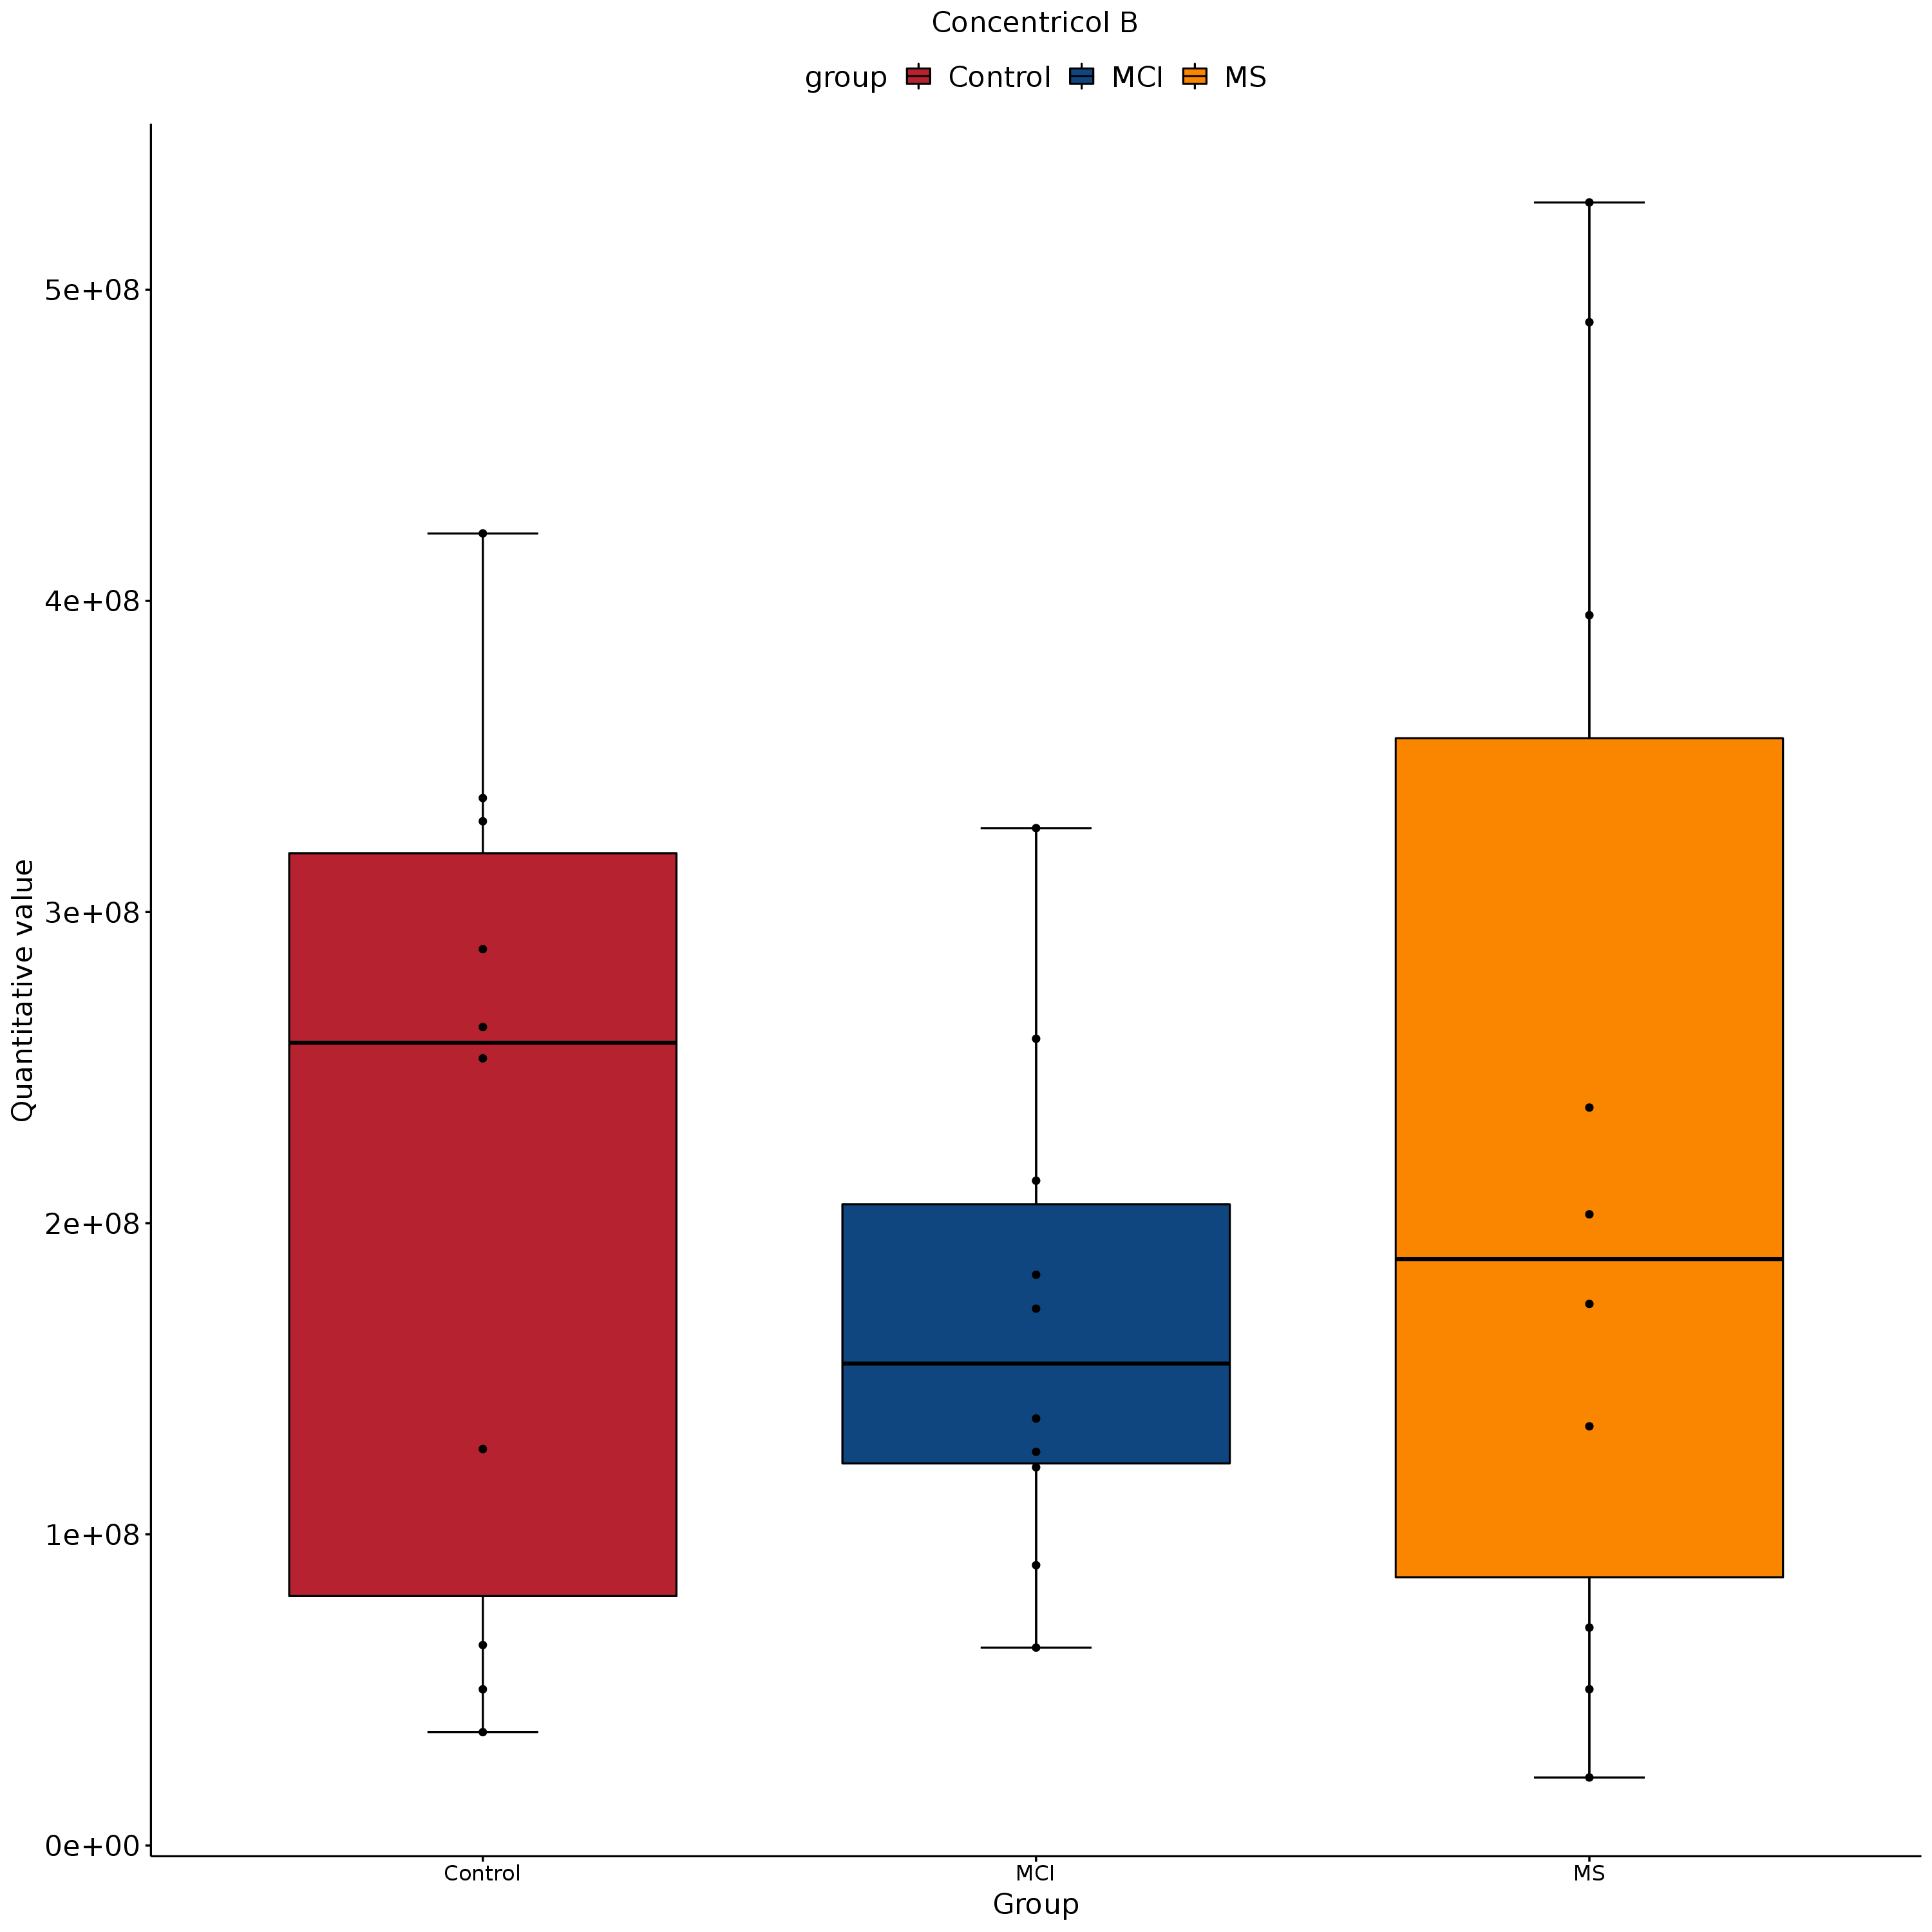 Concentricol B
group Control MCI MS
Quantitative value
5e+08
4e+08
3e+08
2e+08
1e+08
0e+00
Control MCI MS
Group